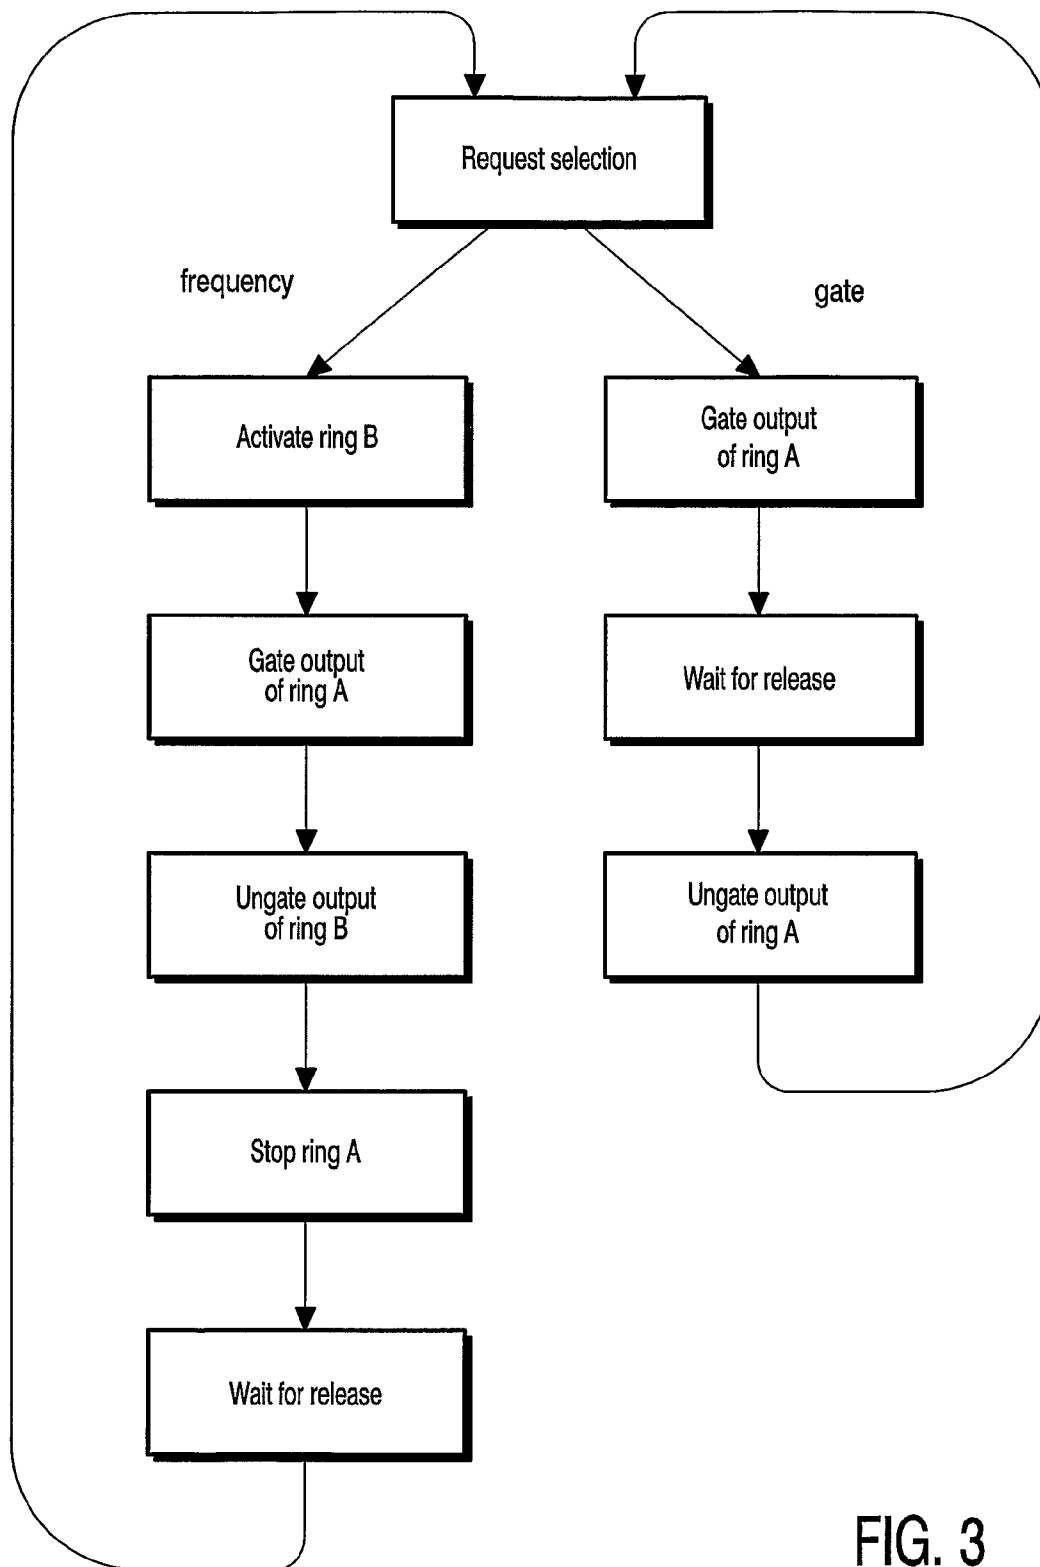 Request selection
frequency
gate
Activate ring B
Gate output
of ring A
Gate output
of ring A
Wait for release
Ungate output
of ring B
Ungate output
of ring A
Stop ring A
Wait for release
FIG. 3